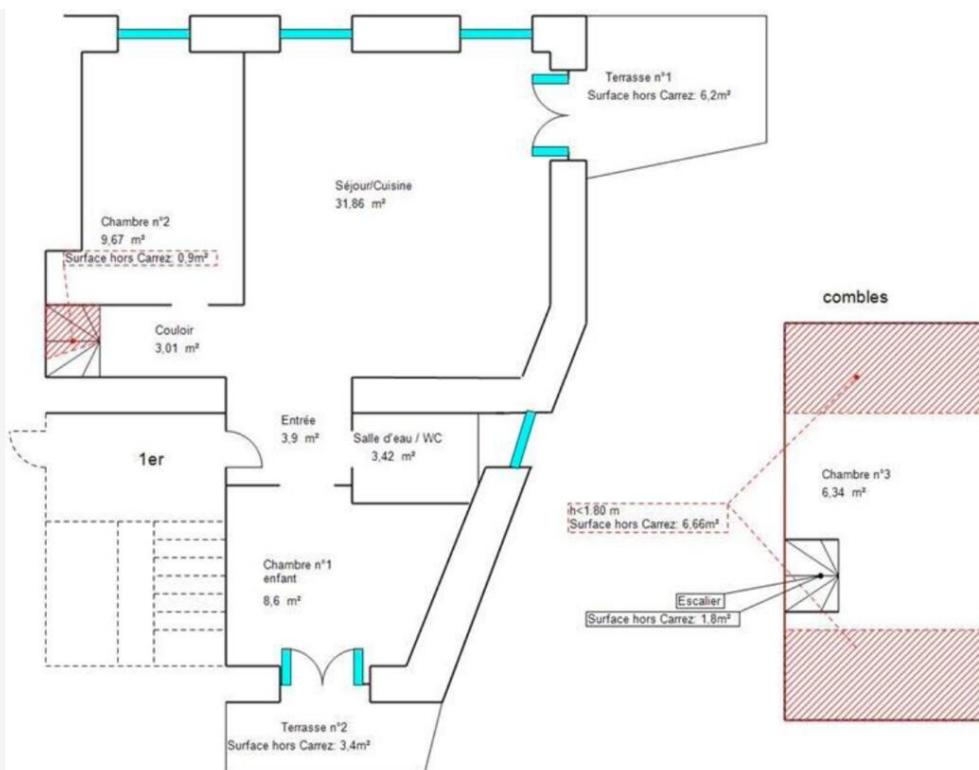 Terrasse n°1
Surface hors Carrez: 6,2m²
Séjour/Cuisine
31,86 m²
Chambre n°2
9,67 m²
Surface hors Carrez: 0,9m²
Couloir
3,01 m²
Entrée
3,9 m²
Salle d'eau / WC
3,42 m²
1er
Chambre n°1
enfant
8,6 m²
Terrasse n°2
Surface hors Carrez: 3,4m²
combles
Chambre n°3
6,34 m²
h<1.80 m
Surface hors Carrez: 6,66m²
Escalier
Surface hors Carrez: 1,8m²